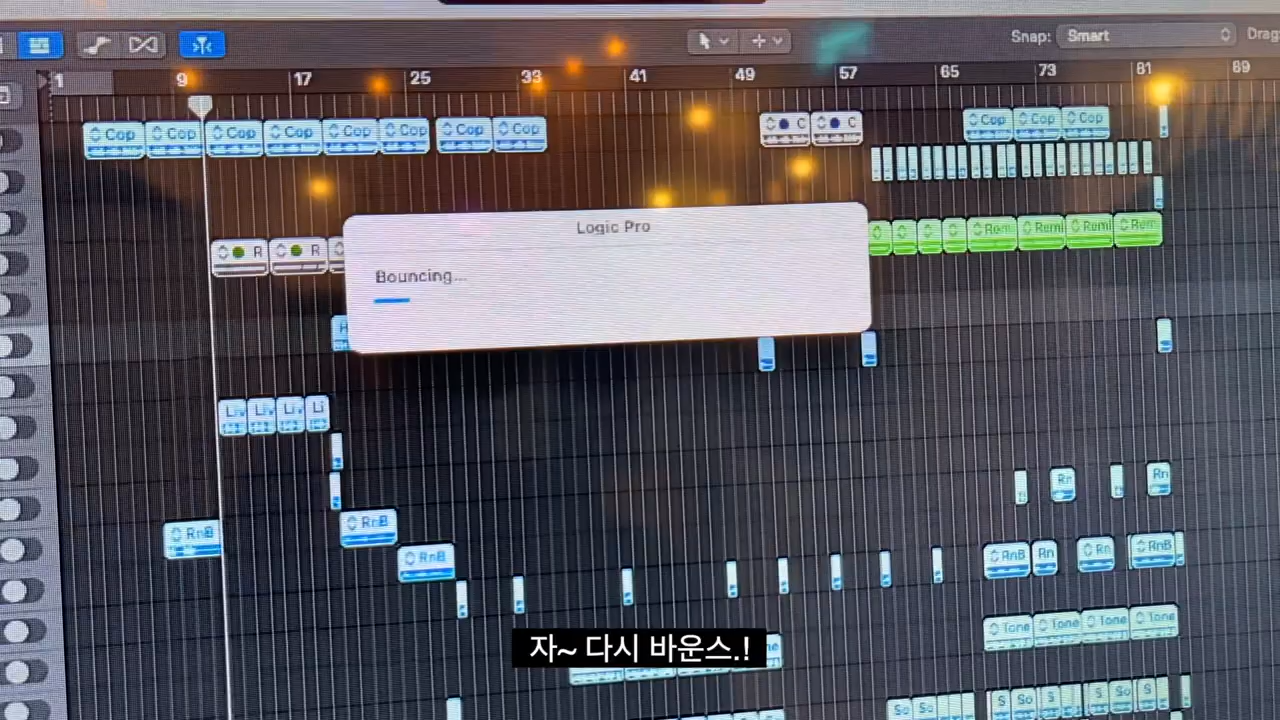 Snap: Smart Drag
1 9 17 25 33 41 49 57 65 73 81 89
Cop Cop Cop Cop Cop Cop Cop Cop C C Cop Cop Cop
Logic Pro
Remi Remi Remi Remi
R R
Bouncing...
Liv Liv Liv Li
Rn Rn
RnB RnB
RnB RnB Rn Rn RnB
Tone Tone Tone Tone
자~ 다시 바운스.!
So So S So S S So S